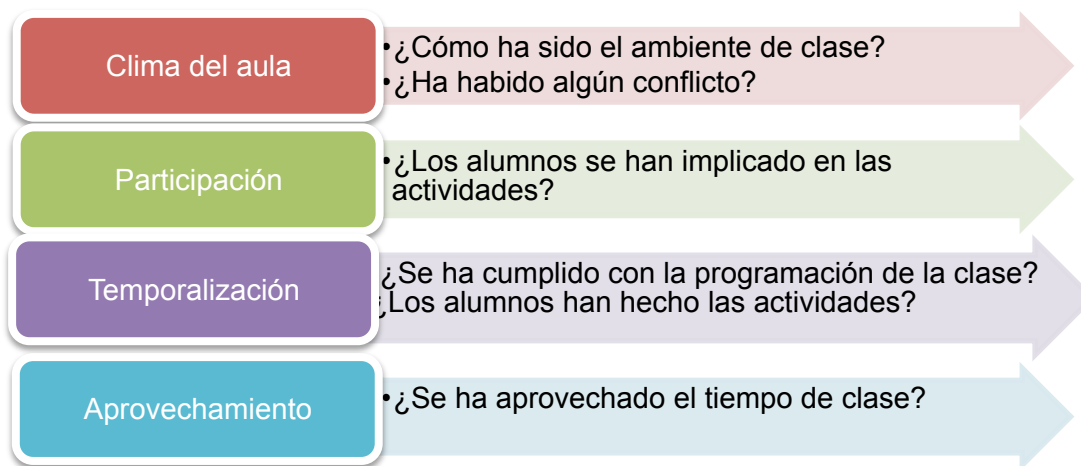 Clima del aula
•¿Cómo ha sido el ambiente de clase?
•¿Ha habido algún conflicto?
Participación
•¿Los alumnos se han implicado en las
actividades?
Temporalización
¿Se ha cumplido con la programación de la clase?
¿Los alumnos han hecho las actividades?
Aprovechamiento
•¿Se ha aprovechado el tiempo de clase?